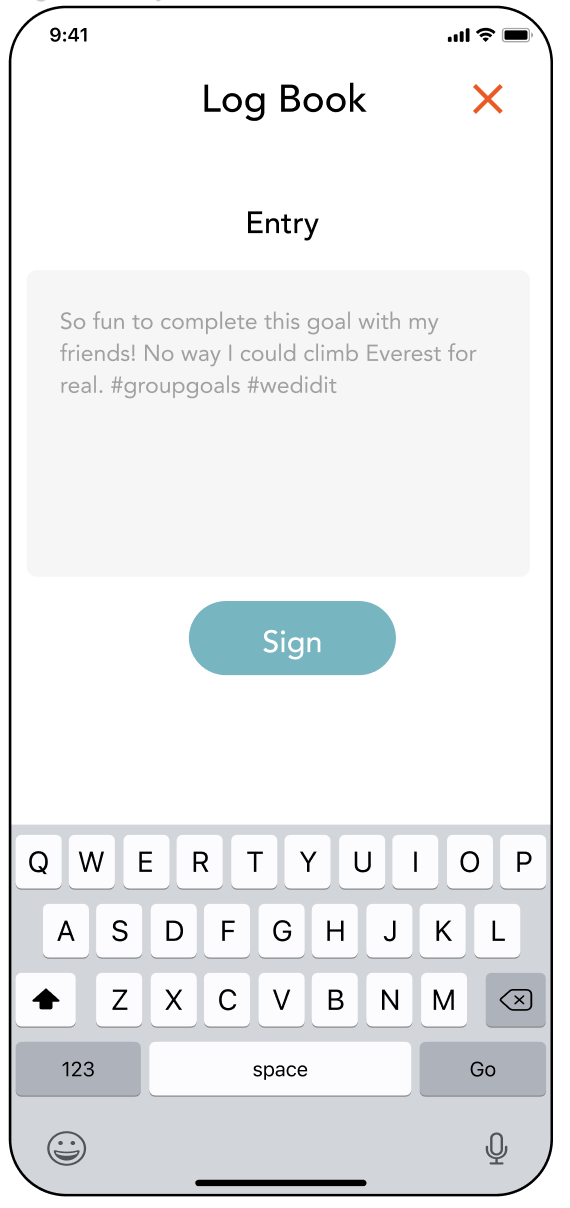 9:41
Log Book
Entry
So fun to complete this goal with my
friends! No way I could climb Everest for
real. #groupgoals #wedidit
Sign
Q W E R T Y U I O P
A S D F G H J K L
Z X C V B N M
123 space Go